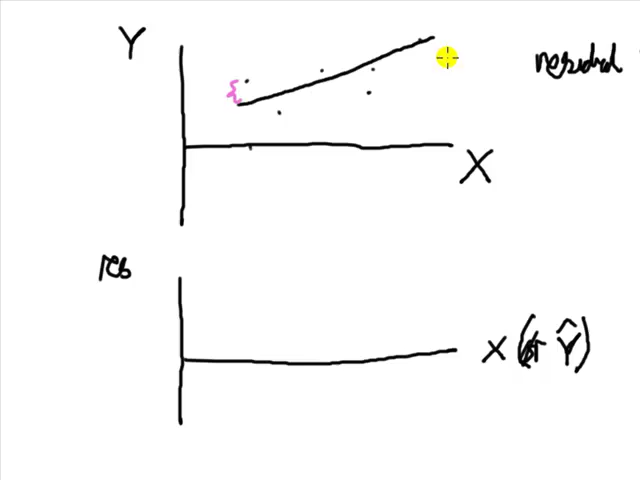 Y
residual
X
res
X (or Ŷ)